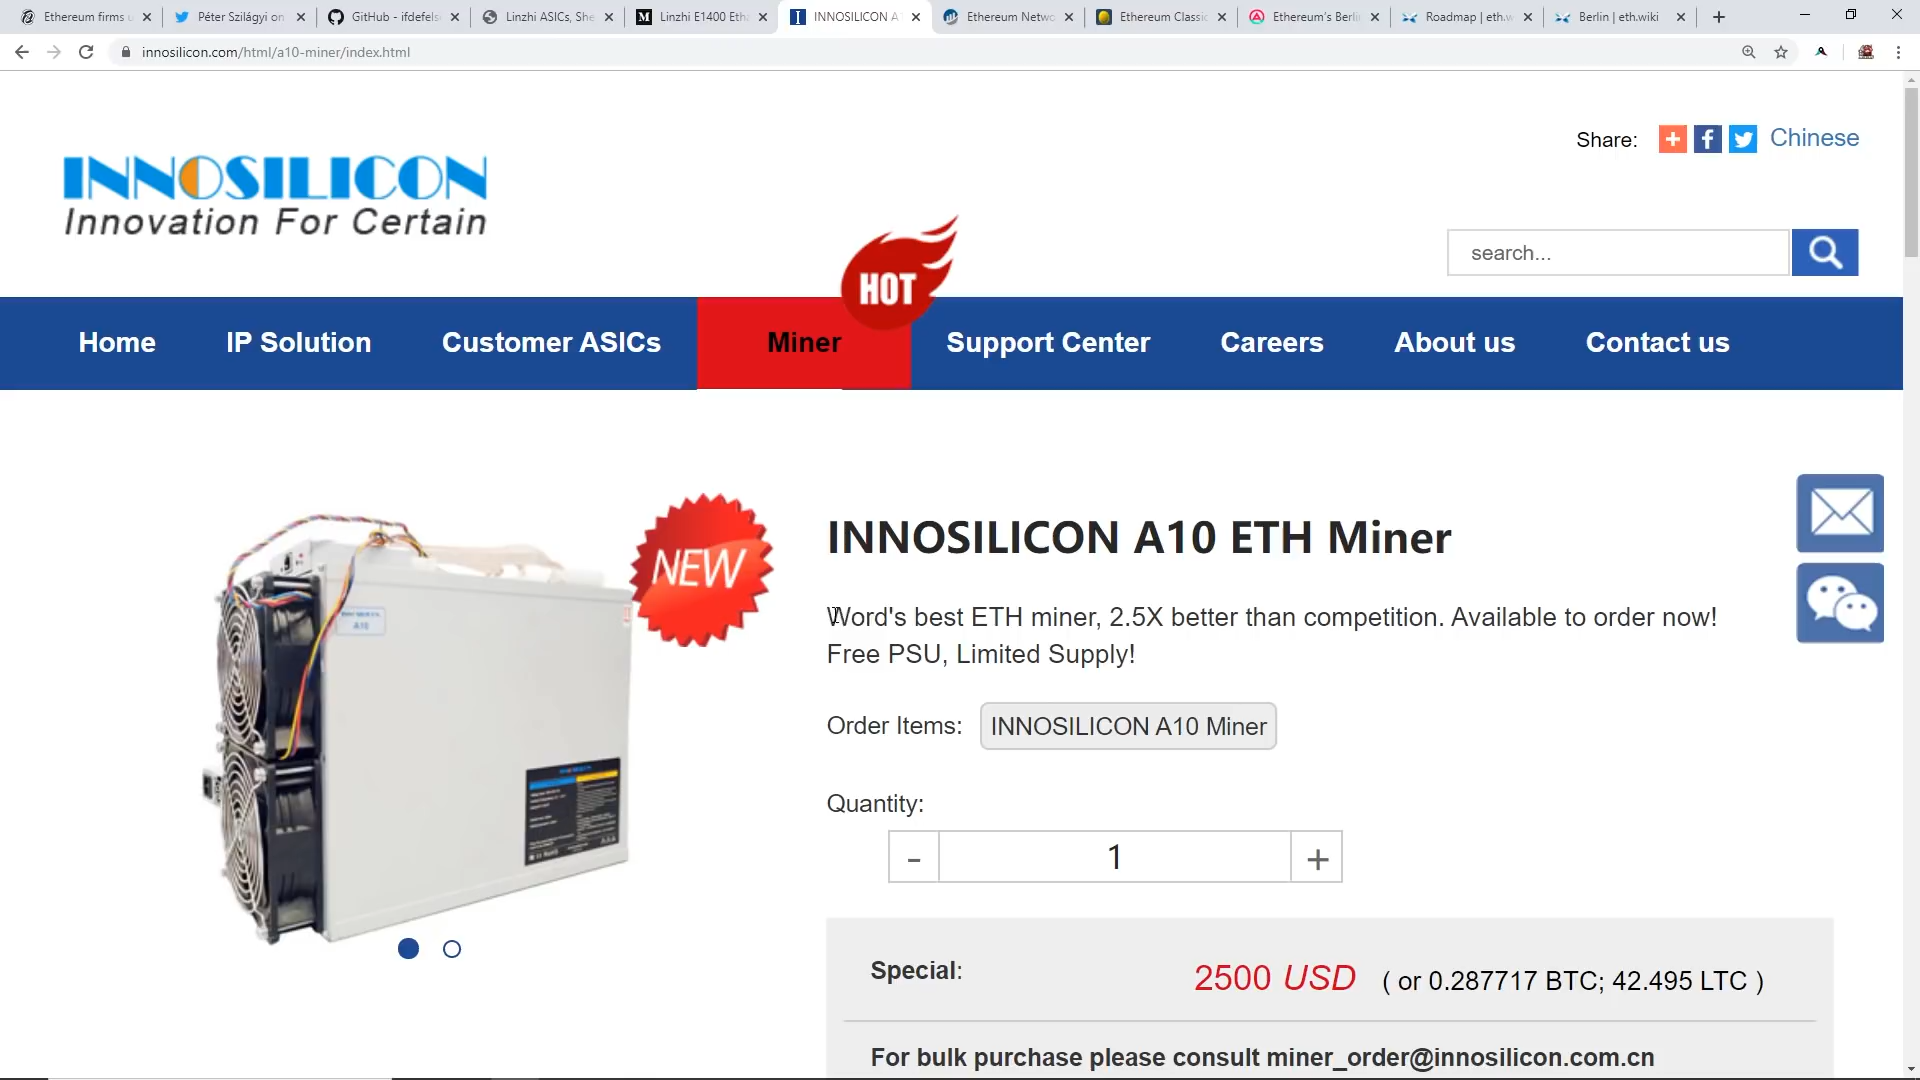 Ethereum firms u
Péter Szilágyi on
GitHub - ifdefels
Linzhi ASICs, She
Linzhi E1400 Etha
INNOSILICON A
Ethereum Netwo
Ethereum Classic
Ethereum's Berli
Roadmap | eth.w
Berlin | eth.wiki
innosilicon.com/html/a10-miner/index.html
Share:
Chinese
INNOSILICON
Innovation For Certain
search...
HOT
Home
IP Solution
Customer ASICs
Miner
Support Center
Careers
About us
Contact us
NEW
A10
INNOSILICON A10 ETH Miner
Word's best ETH miner, 2.5X better than competition. Available to order now!
Free PSU, Limited Supply!
Order Items:
INNOSILICON A10 Miner
Quantity:
- 1 +
Special:
2500 USD ( or 0.287717 BTC; 42.495 LTC )
For bulk purchase please consult miner_order@innosilicon.com.cn